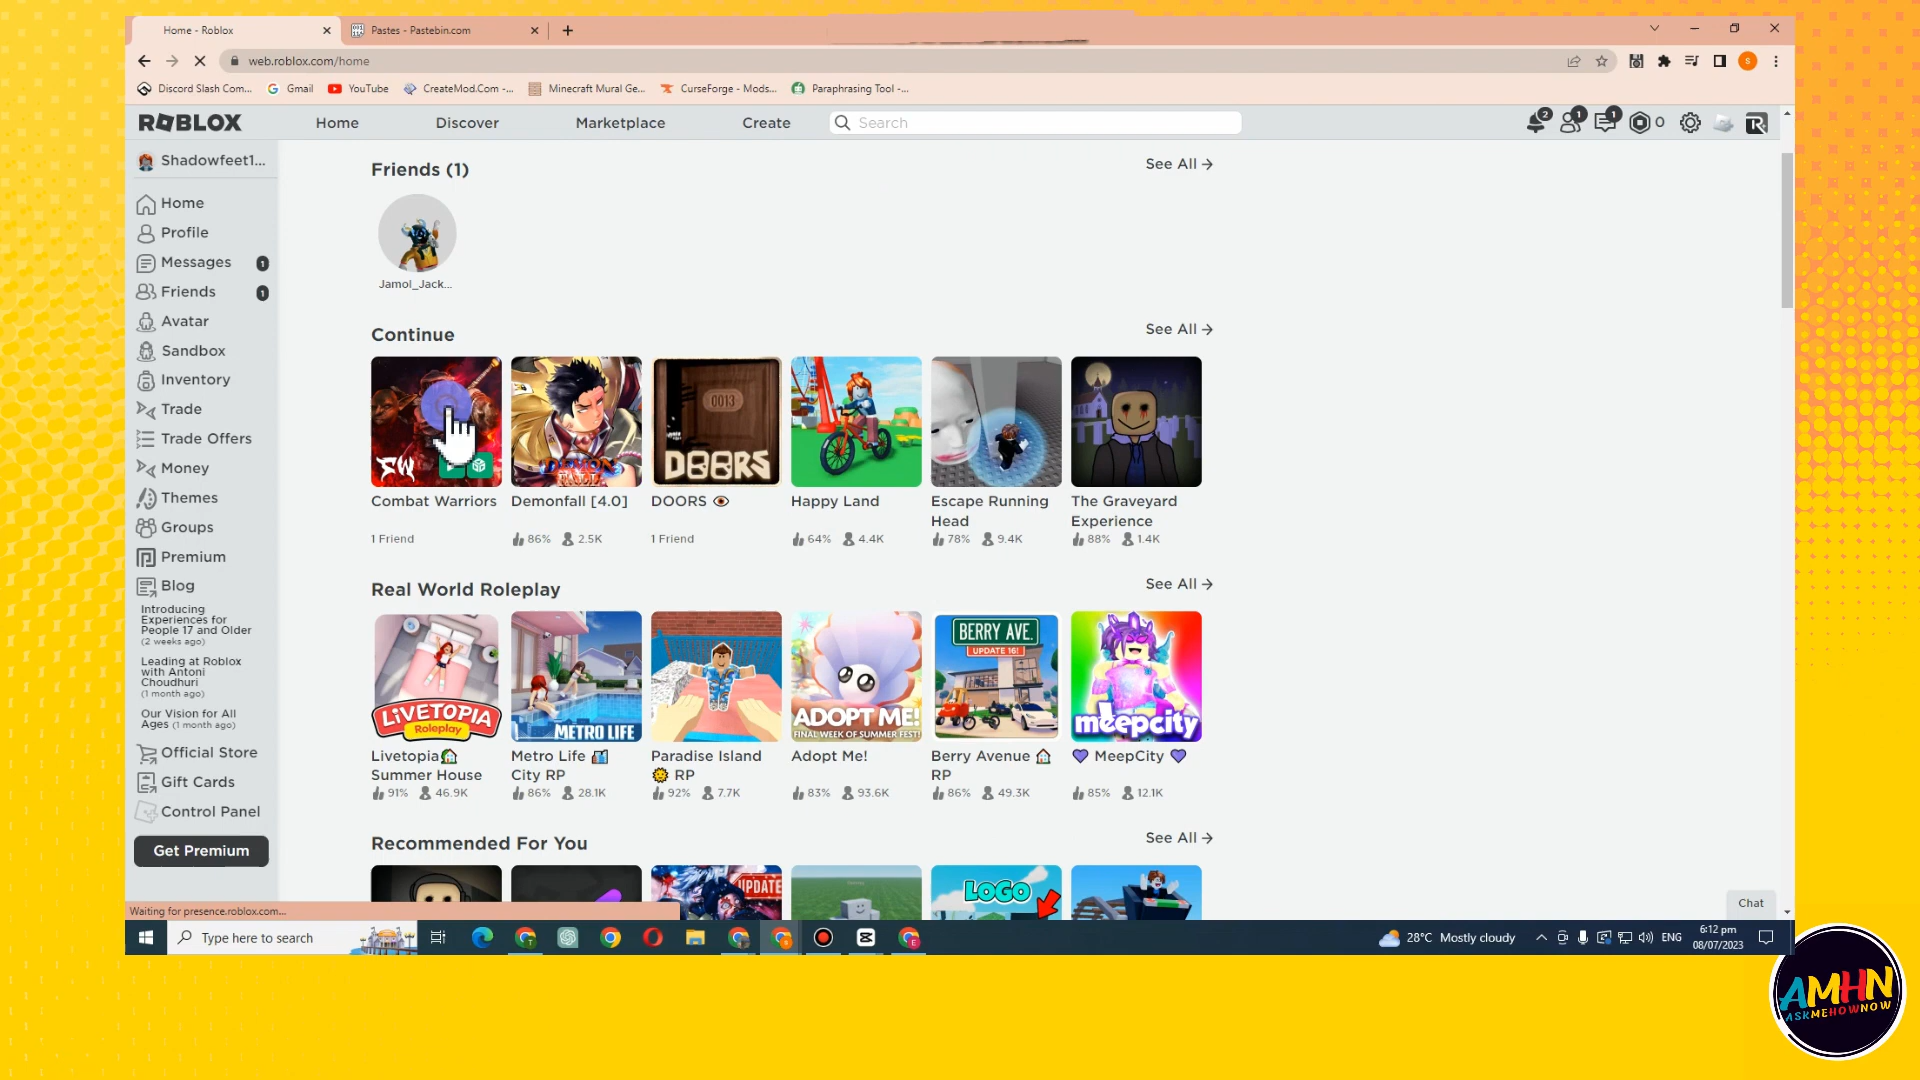 Home - Roblox
Pastes - Pastebin.com
web.roblox.com/home
Discord Slash Com...
Gmail
YouTube
CreateMod.Com -...
Minecraft Mural Ge...
CurseForge - Mods...
Paraphrasing Tool -...
ROBLOX
Home
Discover
Marketplace
Create
Search
2
1
1
0
Shadowfeet1...
Home
Profile
Messages
1
Friends
1
Avatar
Sandbox
Inventory
Trade
Trade Offers
Money
Themes
Groups
Premium
Blog
Introducing
Experiences for
People 17 and Older
(2 weeks ago)
Leading at Roblox
with Antoni
Choudhuri
(1 month ago)
Our Vision for All
Ages (1 month ago)
Official Store
Gift Cards
Control Panel
Get Premium
Friends (1)
See All →
Jamol_Jack...
Continue
See All →
0013
DOORS
Combat Warriors
Demonfall [4.0]
DOORS
Happy Land
Escape Running
Head
The Graveyard
Experience
1 Friend
86% 2.5K
1 Friend
64% 4.4K
78% 9.4K
88% 1.4K
Real World Roleplay
See All →
LIVETOPIA
Roleplay
METRO LIFE
ADOPT ME!
FINAL WEEK OF SUMMER FEST!
BERRY AVE.
UPDATE 16!
meepcity
Livetopia
Summer House
Metro Life
City RP
Paradise Island
RP
Adopt Me!
Berry Avenue
RP
MeepCity
91% 46.9K
86% 28.1K
92% 7.7K
83% 93.6K
86% 49.3K
85% 12.1K
Recommended For You
See All →
UPDATE
LOGO
Chat
Waiting for presence.roblox.com...
Type here to search
28°C Mostly cloudy
ENG
6:12 pm
08/07/2023
AMHN
ASKMEHOWNOW